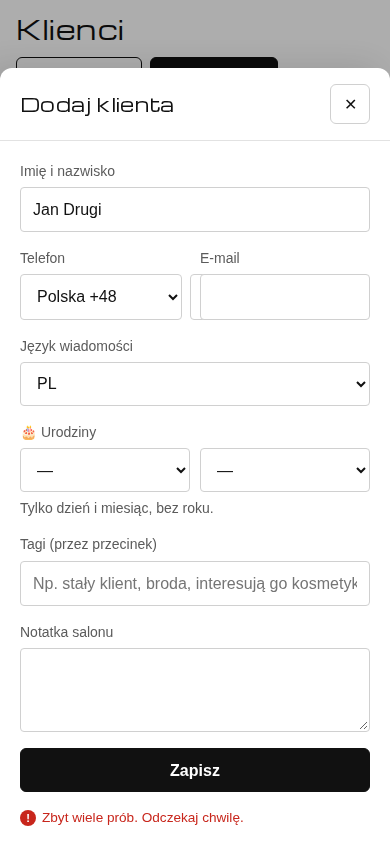 Klienci
Dodaj klienta
✕
Imię i nazwisko
Jan Drugi
Telefon E-mail
Polska +48
Język wiadomości
PL
🎂 Urodziny
— —
Tylko dzień i miesiąc, bez roku.
Tagi (przez przecinek)
Np. stały klient, broda, interesują go kosmetyk
Notatka salonu
Zapisz
! Zbyt wiele prób. Odczekaj chwilę.